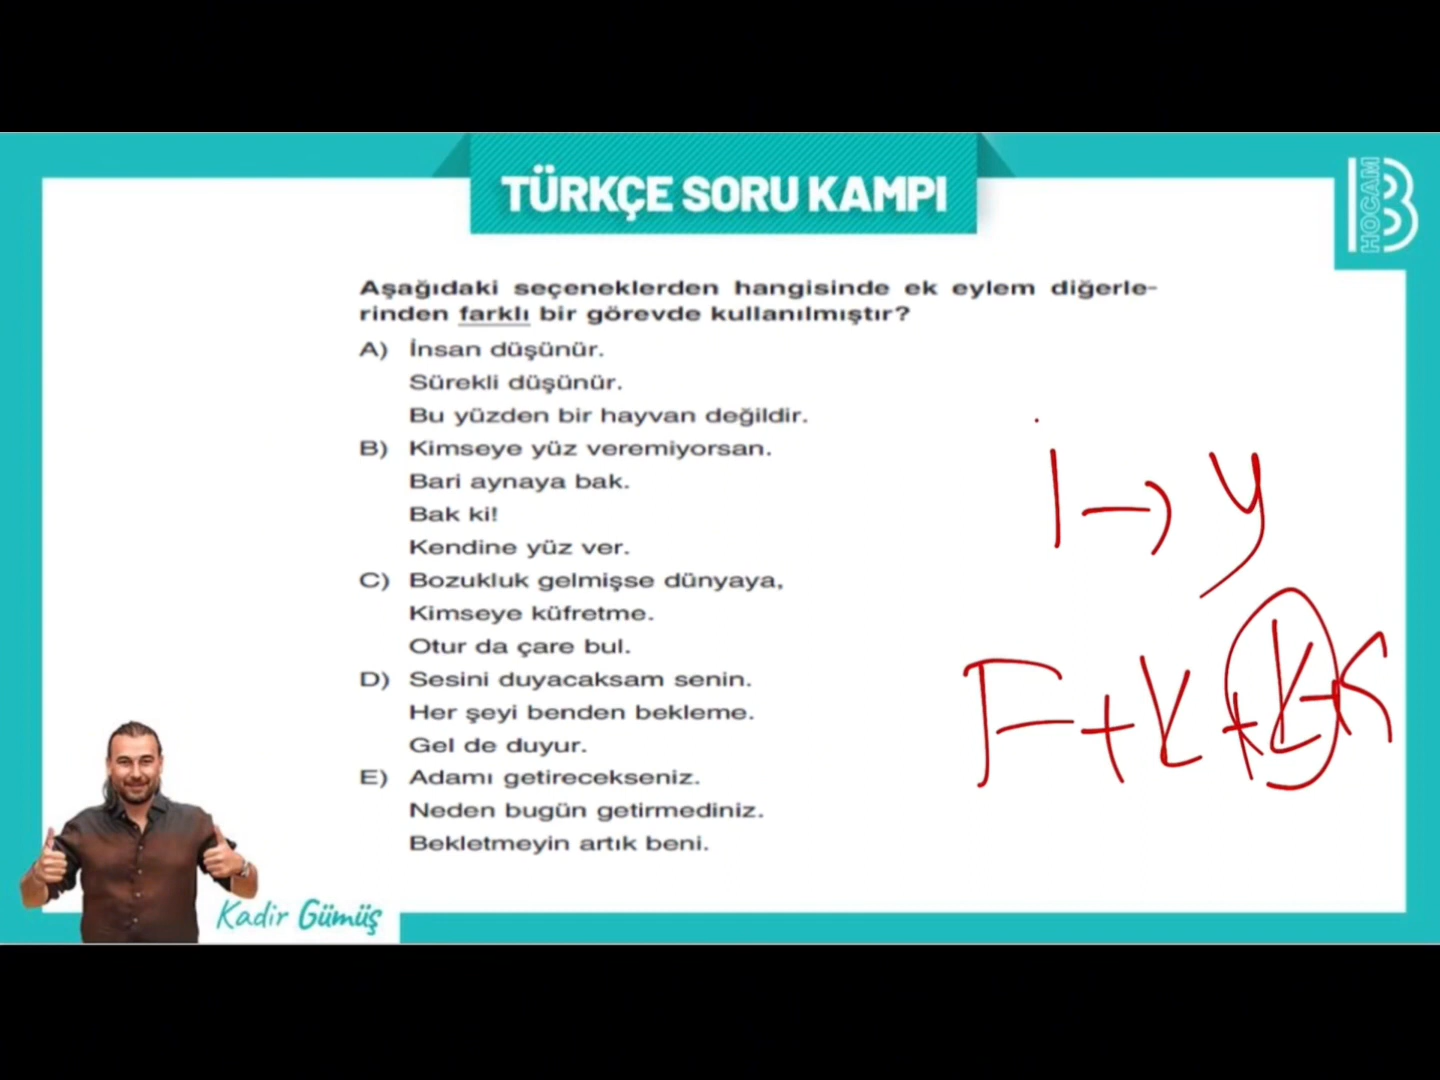 TÜRKÇE SORU KAMPI
B HOCAM
Aşağıdaki seçeneklerden hangisinde ek eylem diğerle-
rinden farklı bir görevde kullanılmıştır?
A) İnsan düşünür.
Sürekli düşünür.
Bu yüzden bir hayvan değildir.
B) Kimseye yüz veremiyorsan.
Bari aynaya bak.
Bak ki!
Kendine yüz ver.
C) Bozukluk gelmişse dünyaya,
Kimseye küfretme.
Otur da çare bul.
D) Sesini duyacaksam senin.
Her şeyi benden bekleme.
Gel de duyur.
E) Adamı getirecekseniz.
Neden bugün getirmediniz.
Bekletmeyin artık beni.
İ → y
F+k+k+k
Kadir Gümüş